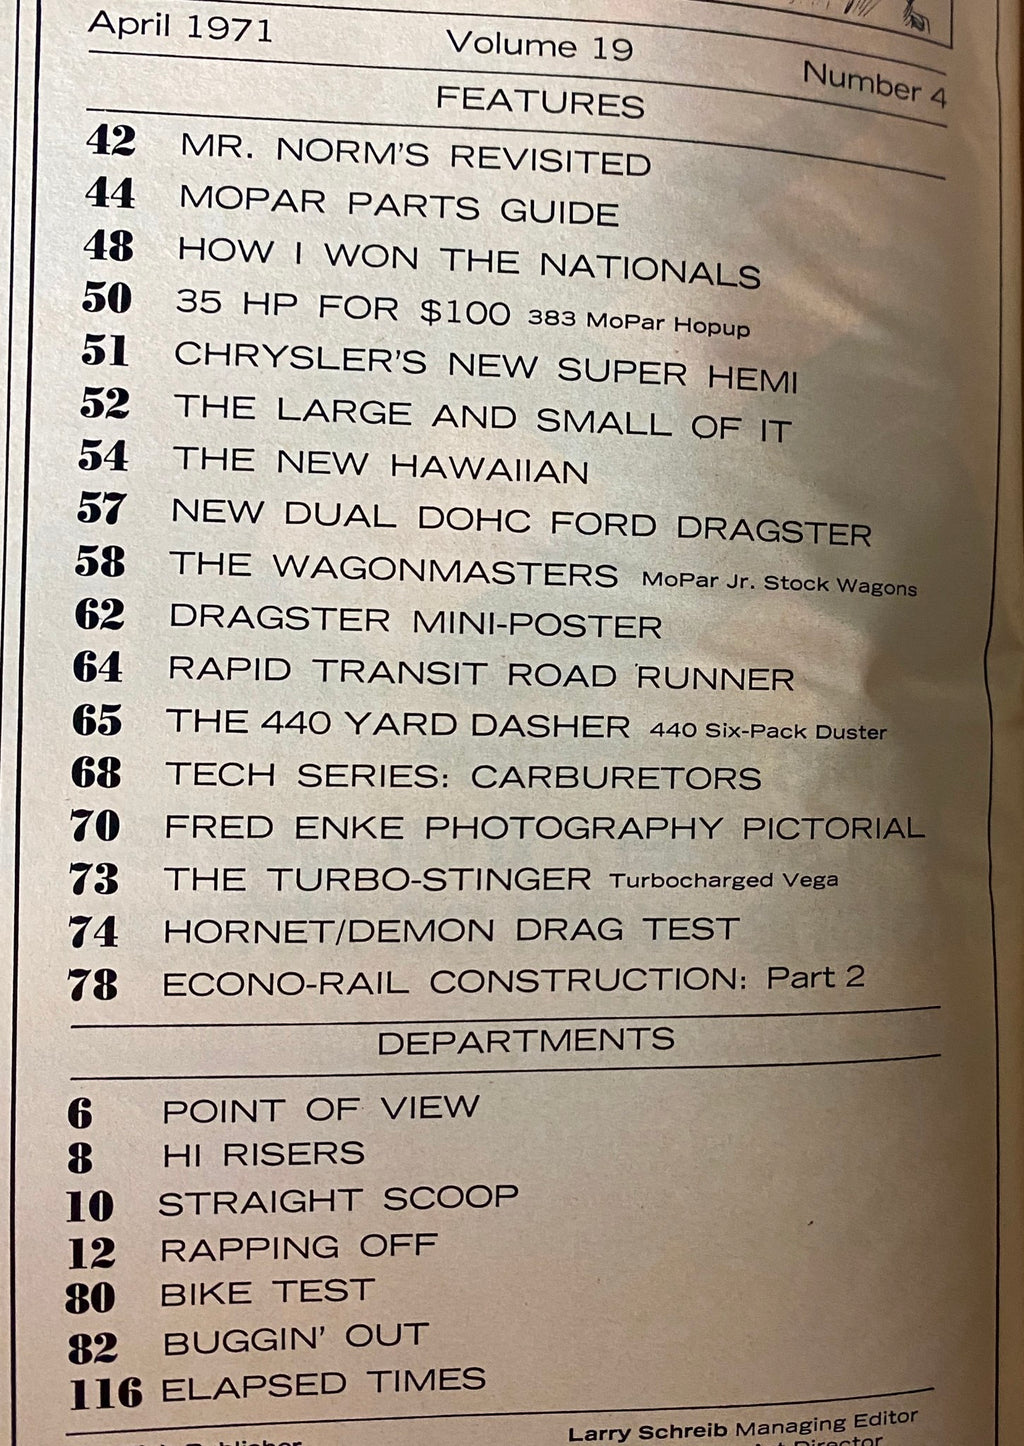 April 1971 Volume 19 Number 4
FEATURES
42 MR. NORM'S REVISITED
44 MOPAR PARTS GUIDE
48 HOW I WON THE NATIONALS
50 35 HP FOR $100 383 MoPar Hopup
51 CHRYSLER'S NEW SUPER HEMI
52 THE LARGE AND SMALL OF IT
54 THE NEW HAWAIIAN
57 NEW DUAL DOHC FORD DRAGSTER
58 THE WAGONMASTERS MoPar Jr. Stock Wagons
62 DRAGSTER MINI-POSTER
64 RAPID TRANSIT ROAD RUNNER
65 THE 440 YARD DASHER 440 Six-Pack Duster
68 TECH SERIES: CARBURETORS
70 FRED ENKE PHOTOGRAPHY PICTORIAL
73 THE TURBO-STINGER Turbocharged Vega
74 HORNET/DEMON DRAG TEST
78 ECONO-RAIL CONSTRUCTION: Part 2
DEPARTMENTS
6 POINT OF VIEW
8 HI RISERS
10 STRAIGHT SCOOP
12 RAPPING OFF
80 BIKE TEST
82 BUGGIN' OUT
116 ELAPSED TIMES
Larry Schreib Managing Editor
Publisher
Director